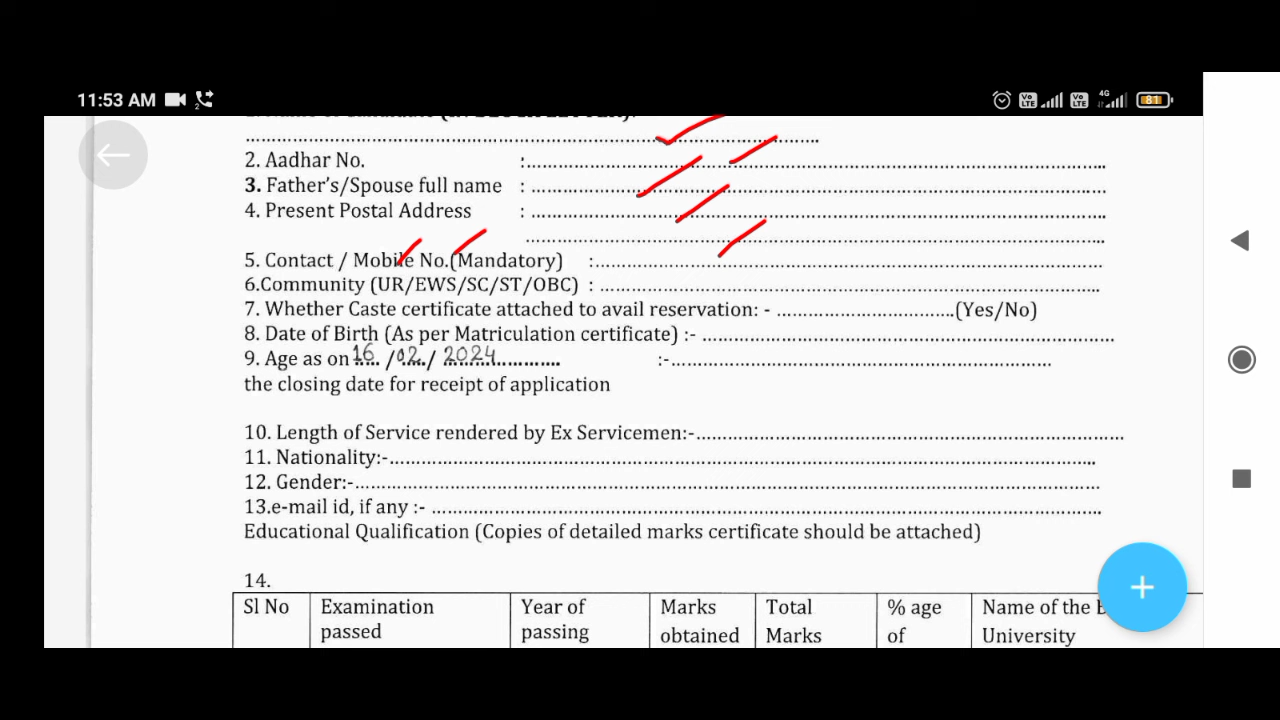 11:53 AM
4G
81
2. Aadhar No. :
3. Father's/Spouse full name :
4. Present Postal Address :
5. Contact / Mobile No.(Mandatory) :
6.Community (UR/EWS/SC/ST/OBC) :
7. Whether Caste certificate attached to avail reservation: - (Yes/No)
8. Date of Birth (As per Matriculation certificate) :-
9. Age as on 16 /02/ 2024 :-
the closing date for receipt of application
10. Length of Service rendered by Ex Servicemen:-
11. Nationality:-
12. Gender:-
13.e-mail id, if any :-
Educational Qualification (Copies of detailed marks certificate should be attached)
14.
Sl No Examination Year of Marks Total % age Name of the
passed passing obtained Marks of University